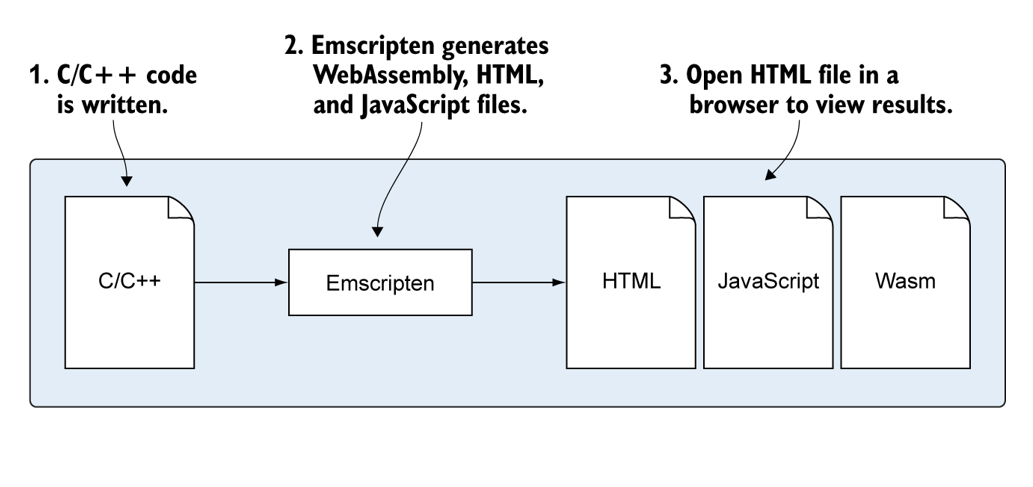 1. C/C++ code
is written.
2. Emscripten generates
WebAssembly, HTML,
and JavaScript files.
3. Open HTML file in a
browser to view results.
C/C++
Emscripten
HTML
JavaScript
Wasm